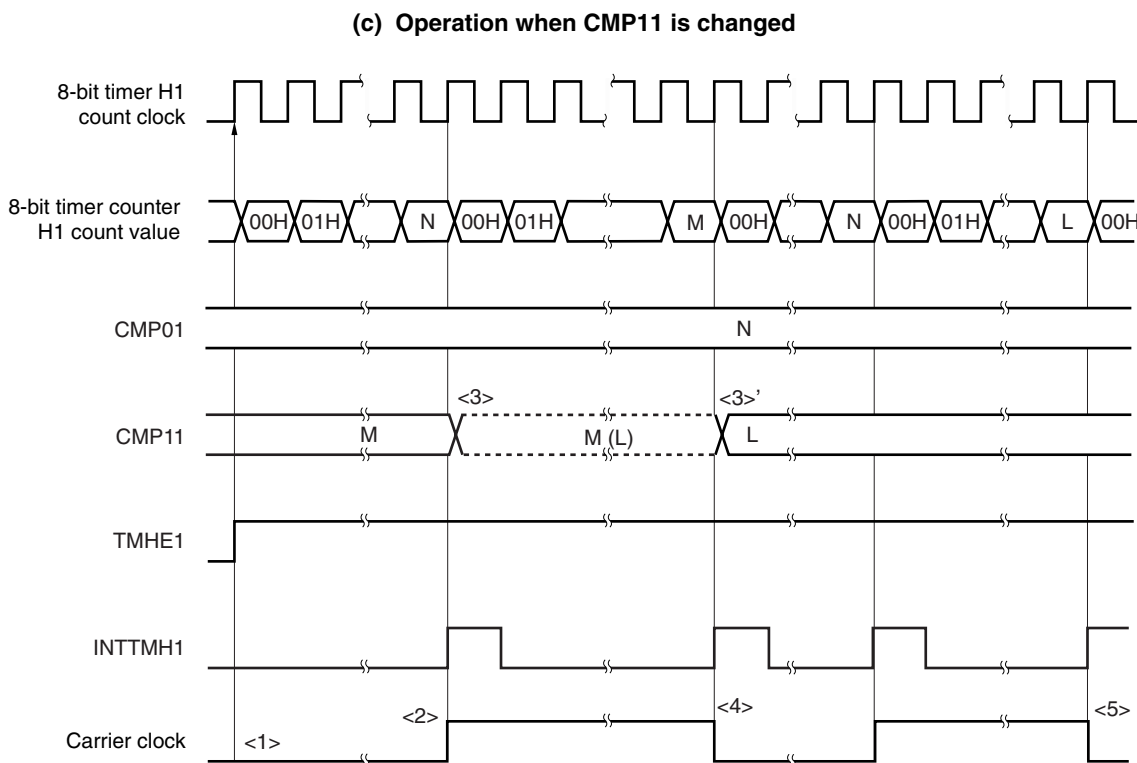 (c) Operation when CMP11 is changed
8-bit timer H1
count clock
8-bit timer counter
H1 count value
00H 01H N 00H 01H M 00H N 00H 01H L 00H
CMP01
N
<3> <3>’
CMP11
M M (L) L
TMHE1
INTTMH1
<2> <4> <5>
Carrier clock
<1>